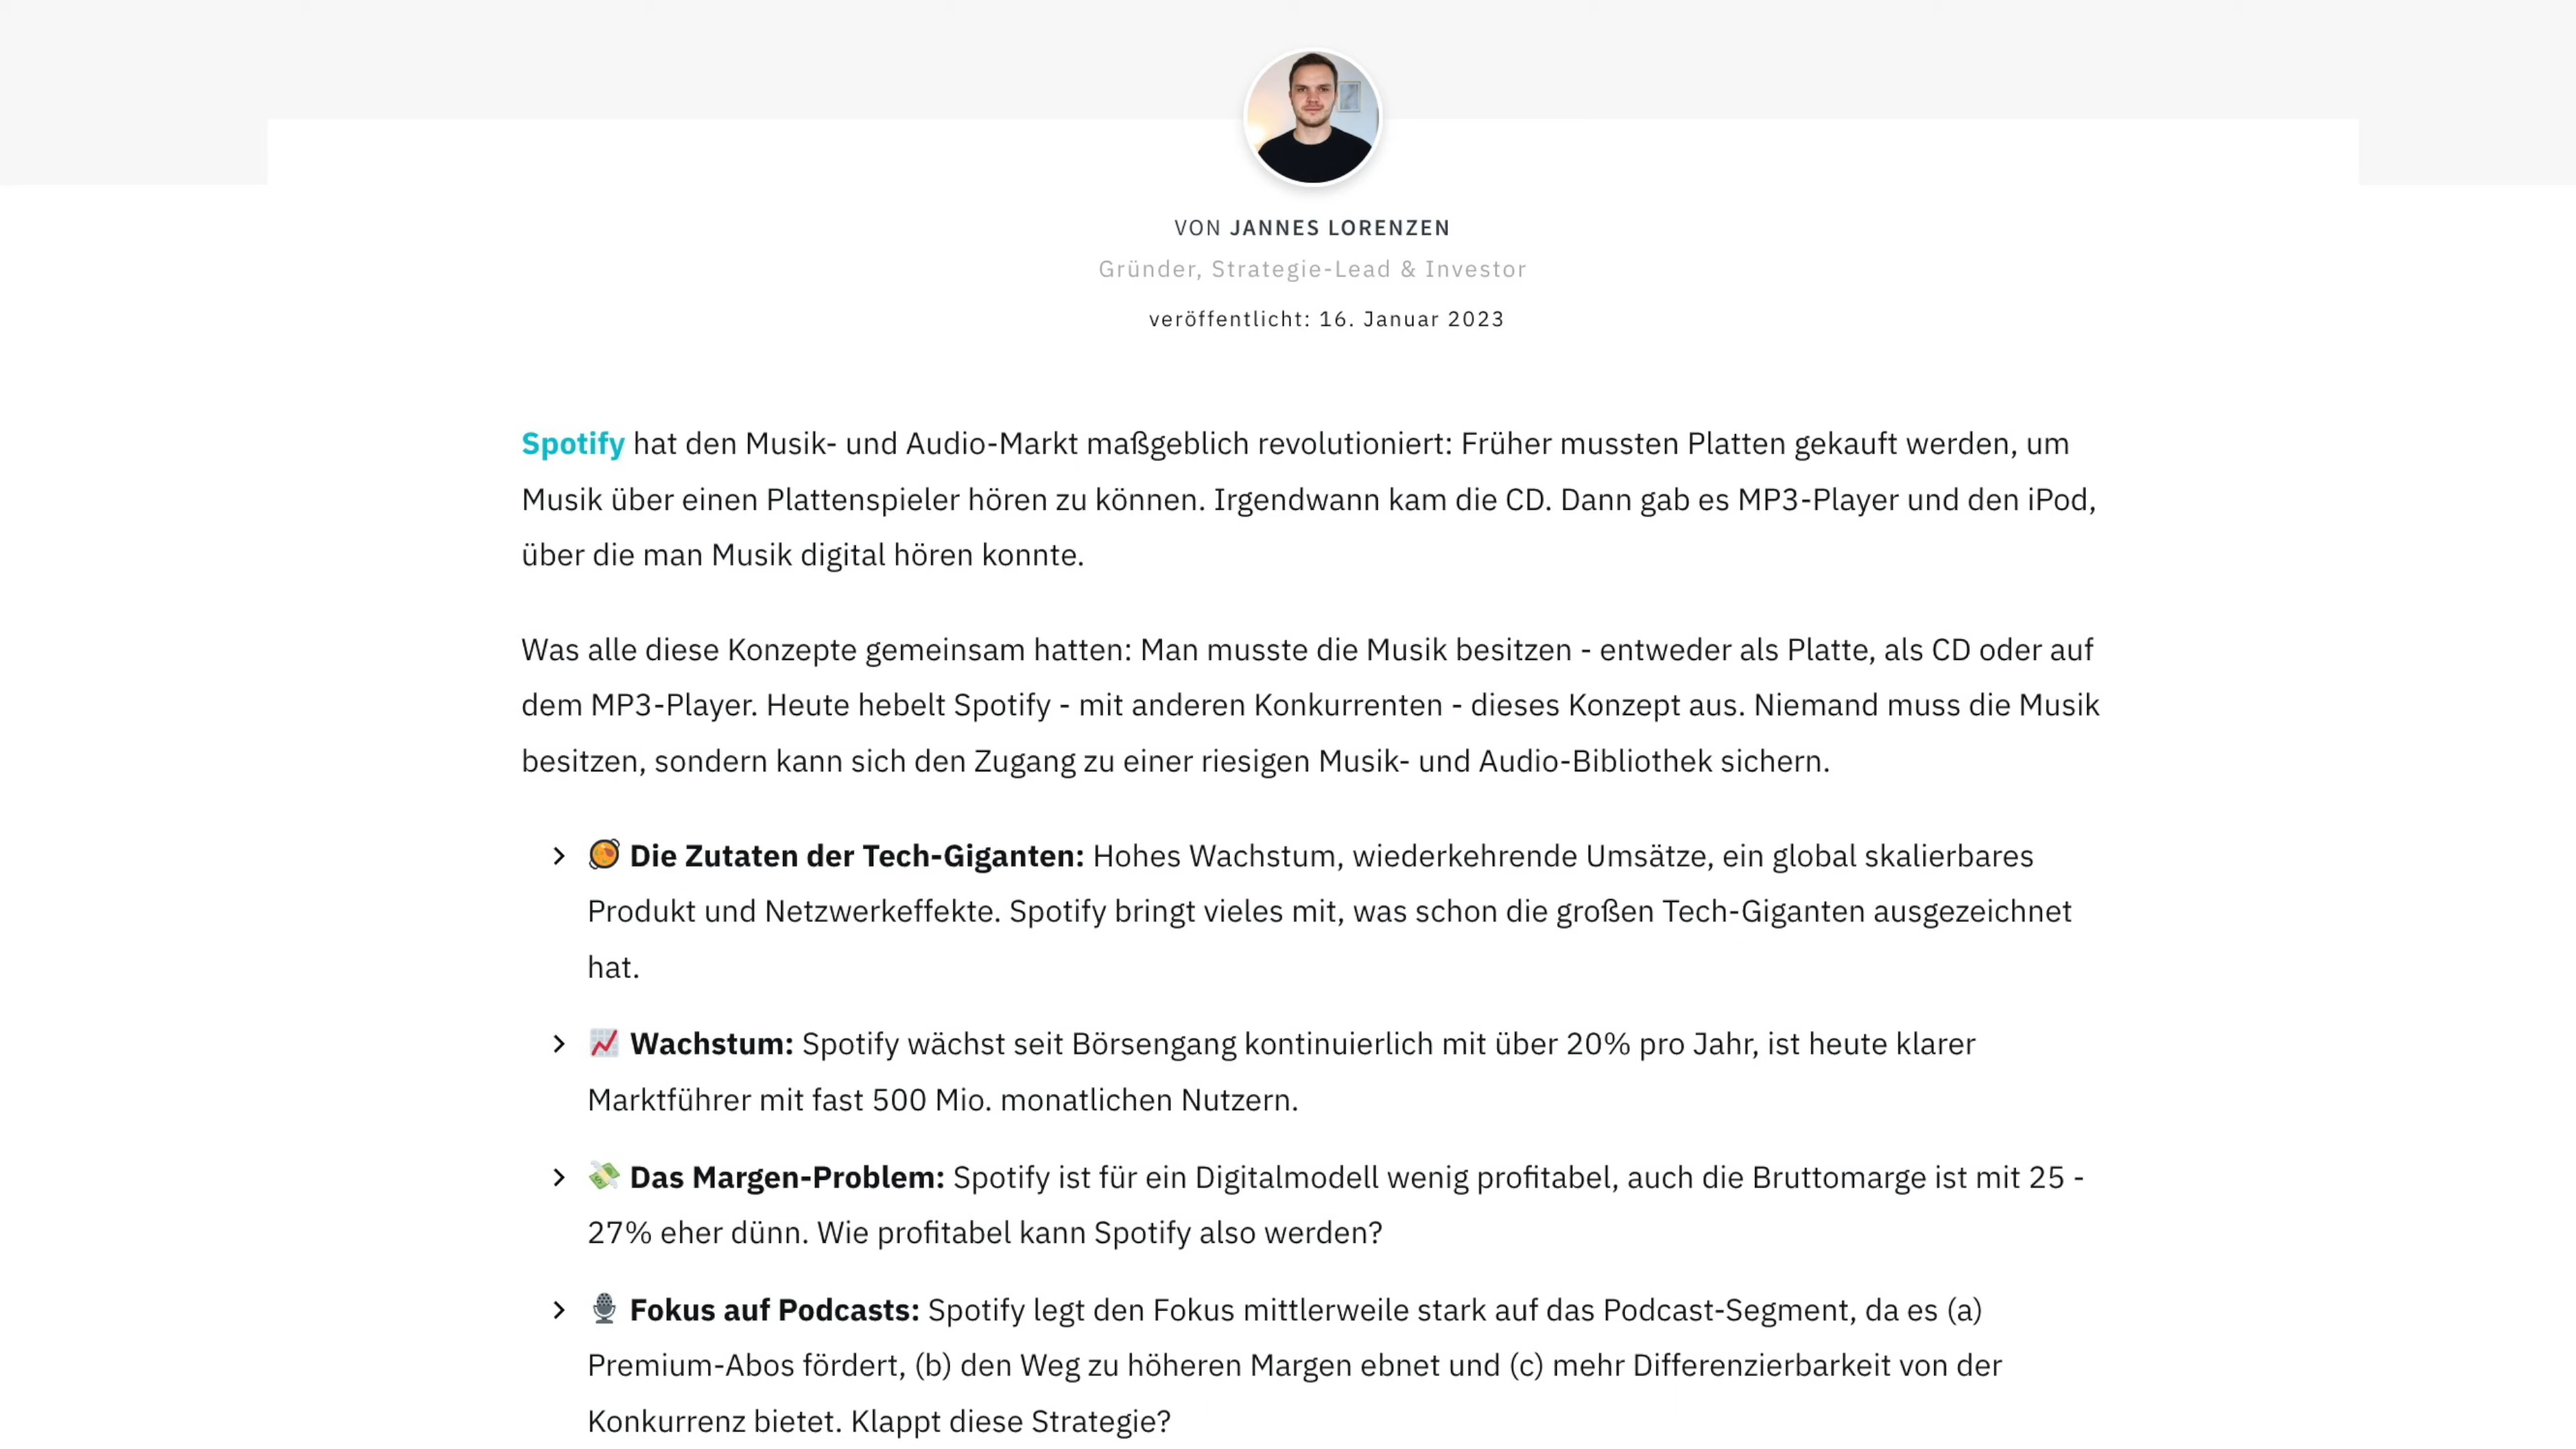 VON JANNES LORENZEN
Gründer, Strategie-Lead & Investor
veröffentlicht: 16. Januar 2023
Spotify hat den Musik- und Audio-Markt maßgeblich revolutioniert: Früher mussten Platten gekauft werden, um
Musik über einen Plattenspieler hören zu können. Irgendwann kam die CD. Dann gab es MP3-Player und den iPod,
über die man Musik digital hören konnte.
Was alle diese Konzepte gemeinsam hatten: Man musste die Musik besitzen - entweder als Platte, als CD oder auf
dem MP3-Player. Heute hebelt Spotify - mit anderen Konkurrenten - dieses Konzept aus. Niemand muss die Musik
besitzen, sondern kann sich den Zugang zu einer riesigen Musik- und Audio-Bibliothek sichern.
Die Zutaten der Tech-Giganten: Hohes Wachstum, wiederkehrende Umsätze, ein global skalierbares
Produkt und Netzwerkeffekte. Spotify bringt vieles mit, was schon die großen Tech-Giganten ausgezeichnet
hat.
Wachstum: Spotify wächst seit Börsengang kontinuierlich mit über 20% pro Jahr, ist heute klarer
Marktführer mit fast 500 Mio. monatlichen Nutzern.
Das Margen-Problem: Spotify ist für ein Digitalmodell wenig profitabel, auch die Bruttomarge ist mit 25 -
27% eher dünn. Wie profitabel kann Spotify also werden?
Fokus auf Podcasts: Spotify legt den Fokus mittlerweile stark auf das Podcast-Segment, da es (a)
Premium-Abos fördert, (b) den Weg zu höheren Margen ebnet und (c) mehr Differenzierbarkeit von der
Konkurrenz bietet. Klappt diese Strategie?